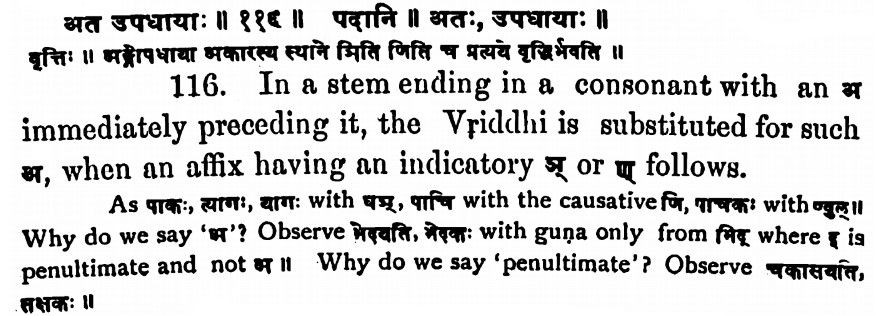 अत उपधायाः ॥ ११६ ॥ पदानि ॥ अतः, उपधायाः ॥
वृत्तिः ॥ अङ्गोपधाया अकारस्य स्थाने ञिति णिति च प्रत्यये वृद्धिर्भवति ॥
116. In a stem ending in a consonant with an अ
immediately preceding it, the Vṛiddhi is substituted for such
अ, when an affix having an indicatory ञ् or ण् follows.
As पाकः, त्यागः, यागः with घञ्, पाचि with the causative णि, पाचकः with ण्वुल्॥
Why do we say 'अ'? Observe भेदयति, भेदकः with guṇa only from भिद् where इ is
penultimate and not अ ॥ Why do we say 'penultimate'? Observe चकासयति,
तक्षकः ॥